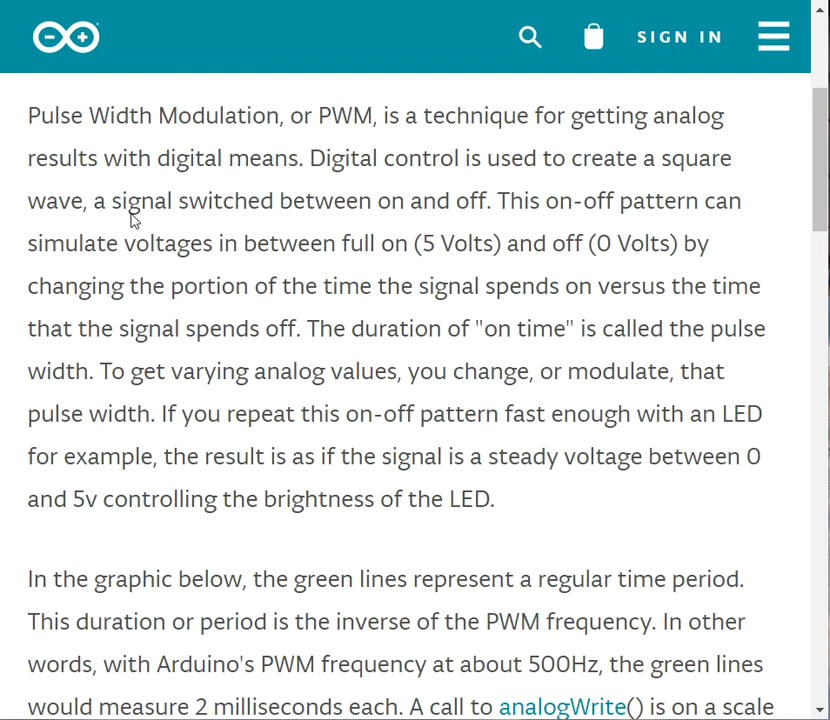 SIGN IN
Pulse Width Modulation, or PWM, is a technique for getting analog
results with digital means. Digital control is used to create a square
wave, a signal switched between on and off. This on-off pattern can
simulate voltages in between full on (5 Volts) and off (0 Volts) by
changing the portion of the time the signal spends on versus the time
that the signal spends off. The duration of "on time" is called the pulse
width. To get varying analog values, you change, or modulate, that
pulse width. If you repeat this on-off pattern fast enough with an LED
for example, the result is as if the signal is a steady voltage between 0
and 5v controlling the brightness of the LED.
In the graphic below, the green lines represent a regular time period.
This duration or period is the inverse of the PWM frequency. In other
words, with Arduino's PWM frequency at about 500Hz, the green lines
would measure 2 milliseconds each. A call to analogWrite() is on a scale